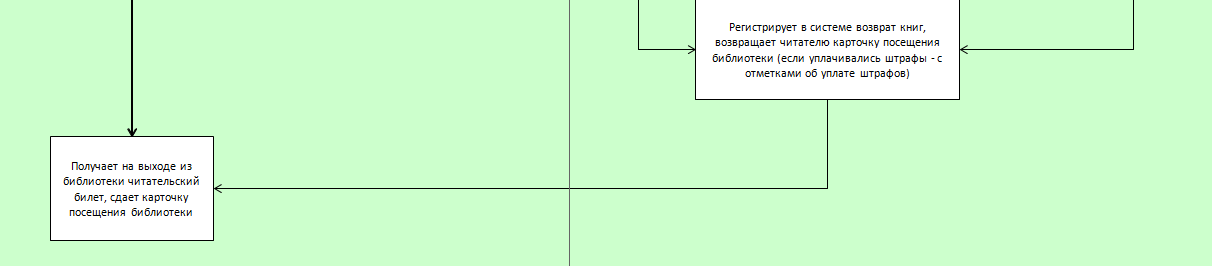 Регистрирует в системе возврат книг,
возвращает читателю карточку посещения
библиотеки (если уплачивались штрафы - с
отметками об уплате штрафов)
Получает на выходе из
библиотеки читательский
билет, сдает карточку
посещения библиотеки